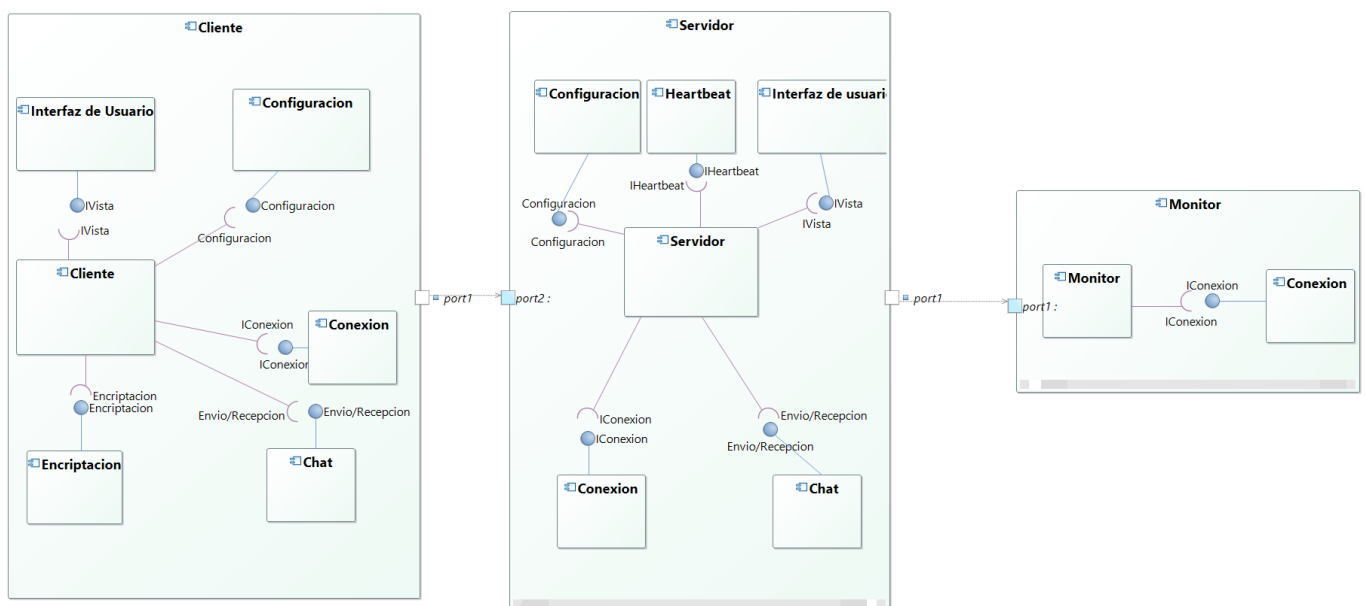 Cliente
Interfaz de Usuario
Configuracion
IVista
IVista
Configuracion
Configuracion
Cliente
IConexion
IConexion
Conexion
Encriptacion
Encriptacion
Envio/Recepcion
Envio/Recepcion
Encriptacion
Chat
port1
port2 :
Servidor
Configuracion
Heartbeat
Interfaz de usuari
IHeartbeat
IHeartbeat
Configuracion
Configuracion
IVista
IVista
Servidor
IConexion
IConexion
Envio/Recepcion
Envio/Recepcion
Conexion
Chat
port1
port1 :
Monitor
Monitor
IConexion
IConexion
Conexion